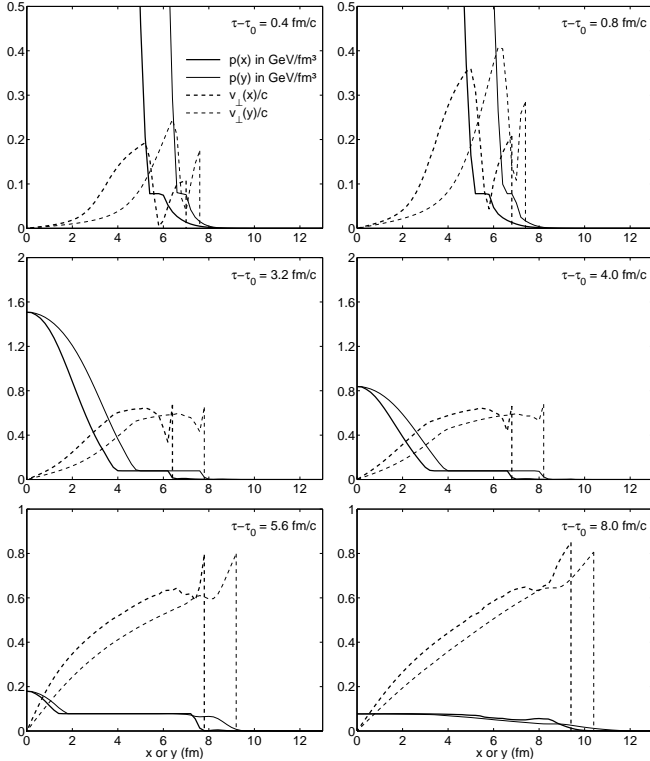 0.5
0.4
0.3
0.2
0.1
0
0 2 4 6 8 10 12
τ−τ0 = 0.4 fm/c
p(x) in GeV/fm³
p(y) in GeV/fm³
v⊥(x)/c
v⊥(y)/c
0.5
0.4
0.3
0.2
0.1
0
0 2 4 6 8 10 12
τ−τ0 = 0.8 fm/c
2
1.6
1.2
0.8
0.4
0
0 2 4 6 8 10 12
τ−τ0 = 3.2 fm/c
2
1.6
1.2
0.8
0.4
0
0 2 4 6 8 10 12
τ−τ0 = 4.0 fm/c
1
0.8
0.6
0.4
0.2
0
0 2 4 6 8 10 12
x or y (fm)
τ−τ0 = 5.6 fm/c
1
0.8
0.6
0.4
0.2
0
0 2 4 6 8 10 12
x or y (fm)
τ−τ0 = 8.0 fm/c